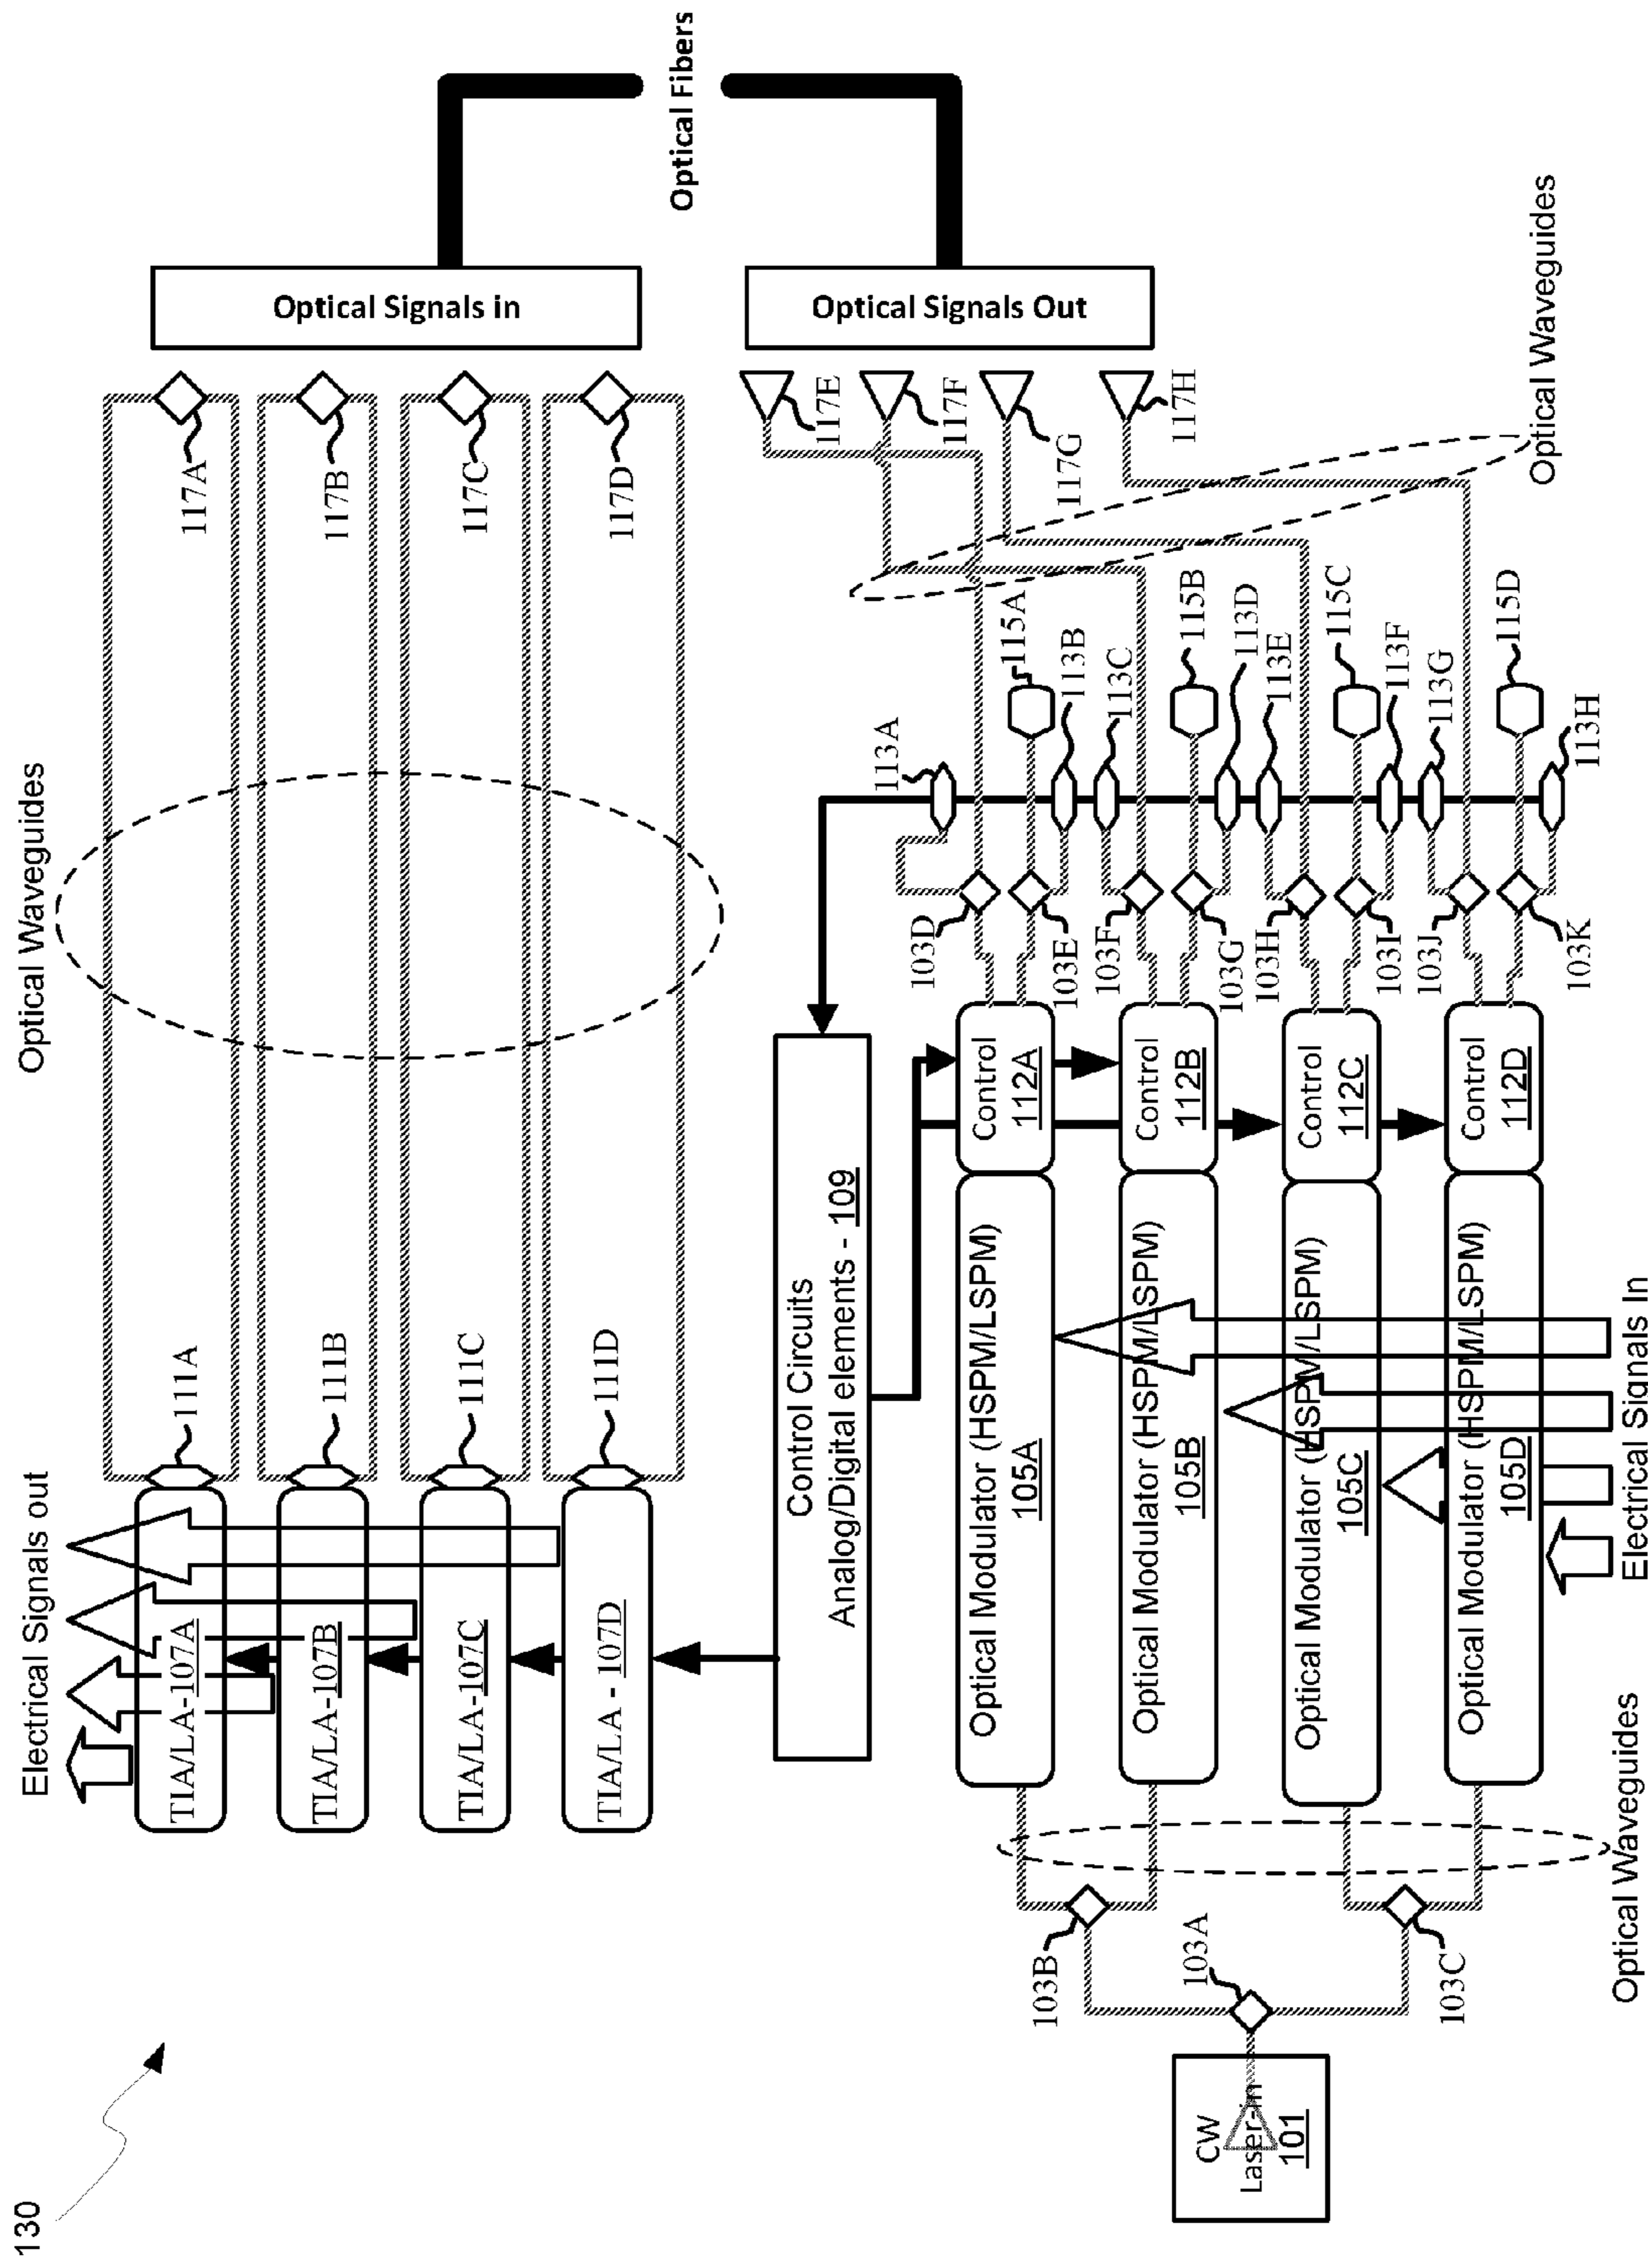 130
Electrical Signals out
Optical Waveguides
TIA/LA-107A
111A
117A
TIA/LA-107B
111B
117B
TIA/LA-107C
111C
117C
TIA/LA - 107D
111D
117D
Optical Signals in
Optical Fibers
Optical Signals Out
Control Circuits
Analog/Digital elements - 109
117E
117F
117G
117H
CW
Laser-in
101
103A
103B
103C
Optical Modulator (HSPM/LSPM)
105A
Control
112A
103D
113A
115A
103E
113B
Optical Modulator (HSPM/LSPM)
105B
Control
112B
103F
113C
115B
103G
113D
Optical Modulator (HSPM/LSPM)
105C
Control
112C
103H
113E
115C
103I
113F
Optical Modulator (HSPM/LSPM)
105D
Control
112D
103J
113G
115D
103K
113H
Optical Waveguides
Electrical Signals In
Optical Waveguides